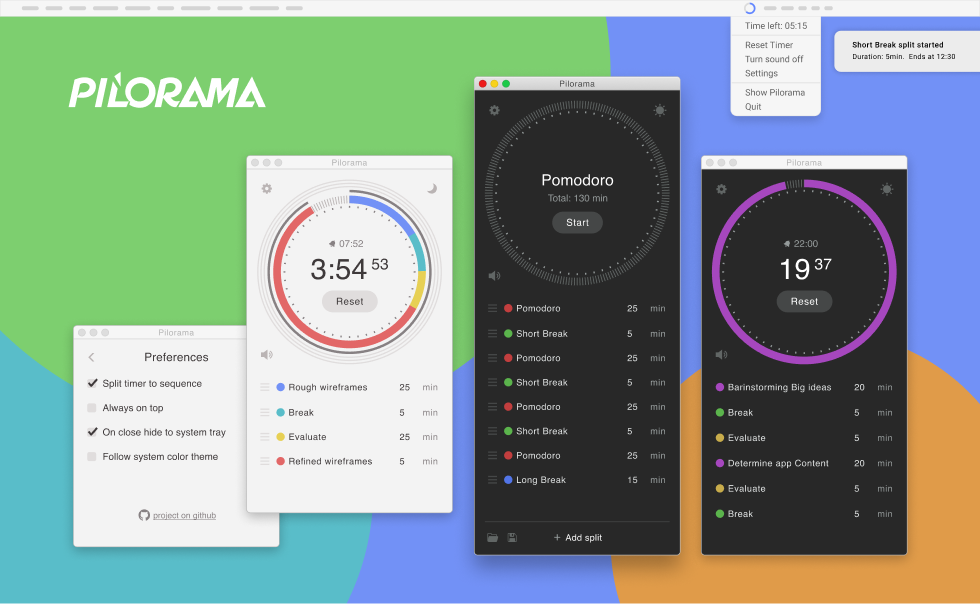 Time left: 05:15
Reset Timer
Turn sound off
Settings
Show Pilorama
Quit
Short Break split started
Duration: 5min. Ends at 12:30
PILORAMA
Pilorama
Preferences
Split timer to sequence
Always on top
On close hide to system tray
Follow system color theme
project on github
Pilorama
07:52
3:54 53
Reset
Rough wireframes 25 min
Break 5 min
Evaluate 25 min
Refined wireframes 5 min
Pilorama
Pomodoro
Total: 130 min
Start
Pomodoro 25 min
Short Break 5 min
Pomodoro 25 min
Short Break 5 min
Pomodoro 25 min
Short Break 5 min
Pomodoro 25 min
Long Break 15 min
+ Add split
Pilorama
22:00
19 37
Reset
Barinstorming Big ideas 20 min
Break 5 min
Evaluate 5 min
Determine app Content 20 min
Evaluate 5 min
Break 5 min